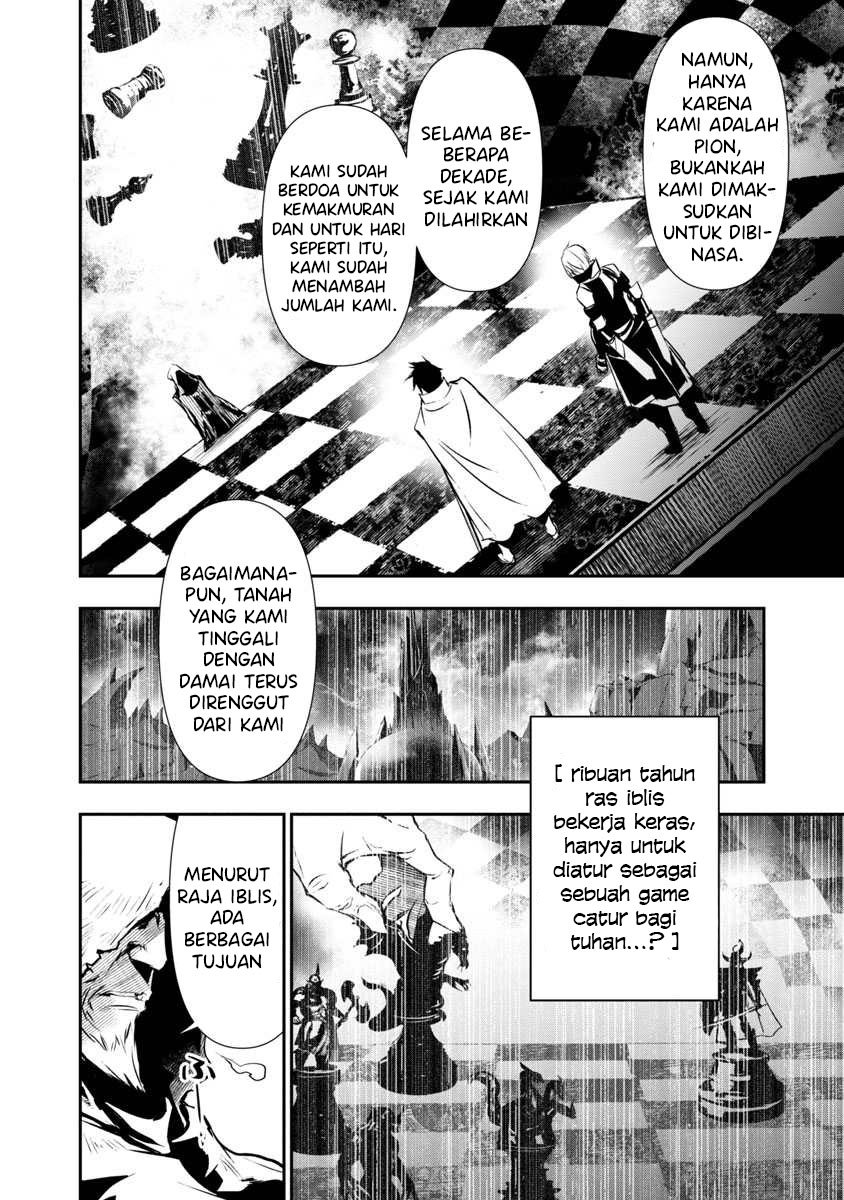 NAMUN,
HANYA
KARENA
KAMI ADALAH
PION,
BUKANKAH
KAMI DIMAK-
SUDKAN
UNTUK DIBI-
NASA.
SELAMA BE-
BERAPA
DEKADE,
SEJAK KAMI
DILAHIRKAN
KAMI SUDAH
BERDOA UNTUK
KEMAKMURAN
DAN UNTUK HARI
SEPERTI ITU,
KAMI SUDAH
MENAMBAH
JUMLAH KAMI.
BAGAIMANA-
PUN, TANAH
YANG KAMI
TINGGALI
DENGAN
DAMAI TERUS
DIRENGGUT
DARI KAMI
[ ribuan tahun
ras iblis
bekerja keras,
hanya untuk
diatur sebagai
sebuah game
catur bagi
tuhan...? ]
MENURUT
RAJA IBLIS,
ADA
BERBAGAI
TUJUAN